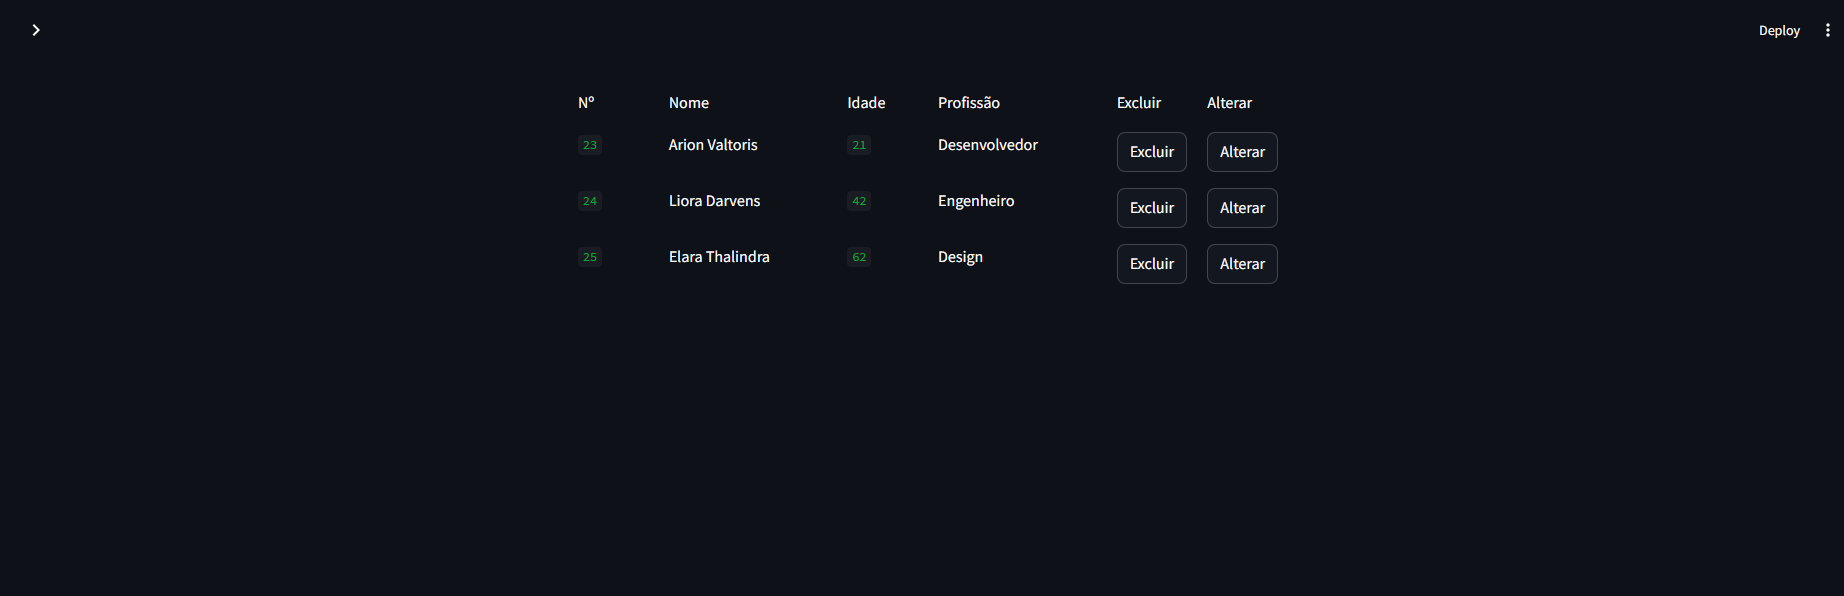 Deploy
Nº Nome Idade Profissão Excluir Alterar
23 Arion Valtoris 21 Desenvolvedor Excluir Alterar
24 Liora Darvens 42 Engenheiro Excluir Alterar
25 Elara Thalindra 62 Design Excluir Alterar